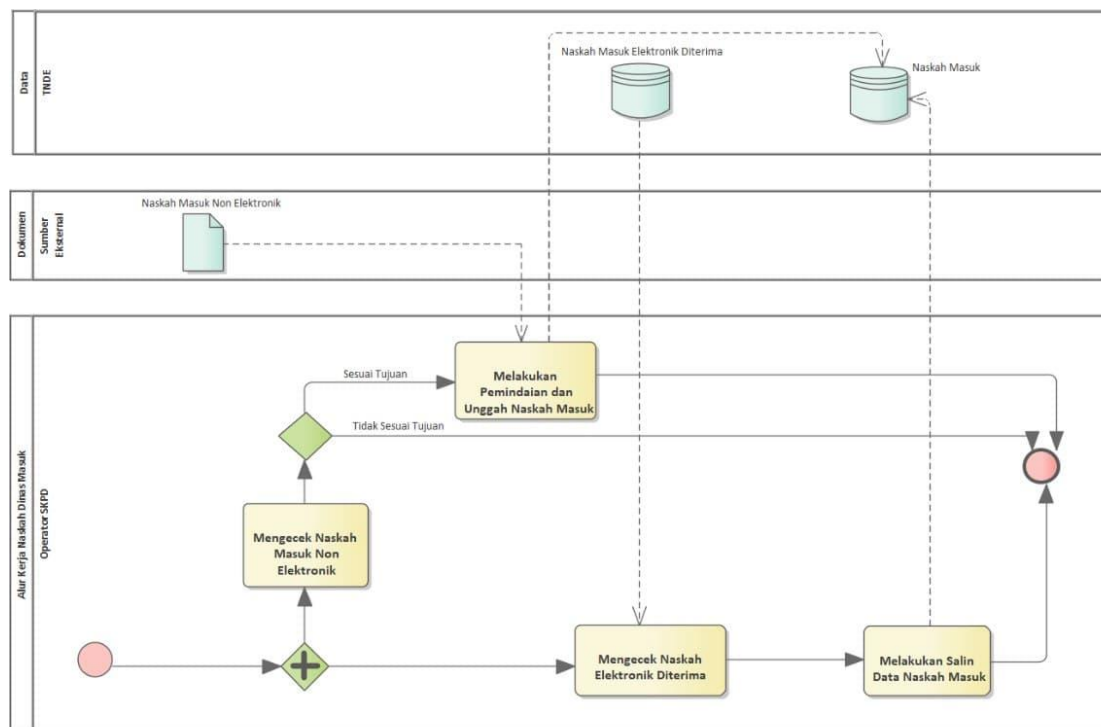 Data
TNDE
Naskah Masuk Elektronik Diterima
Naskah Masuk
Dokumen
Sumber
Eksternal
Naskah Masuk Non Elektronik
Alur Kerja Naskah Dinas Masuk
Operator SKPD
Sesuai Tujuan
Melakukan
Pemindaian dan
Unggah Naskah Masuk
Tidak Sesuai Tujuan
Mengecek Naskah
Masuk Non
Elektronik
Mengecek Naskah
Elektronik Diterima
Melakukan Salin
Data Naskah Masuk